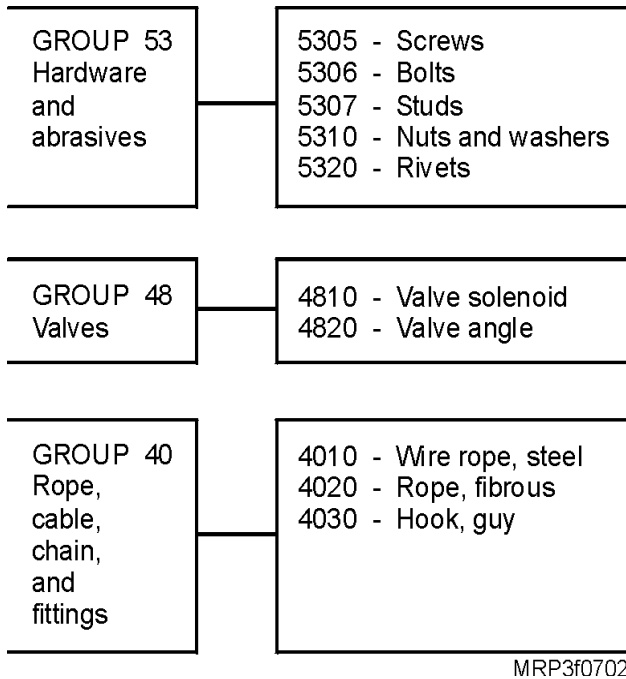 GROUP 53
Hardware
and
abrasives
5305 - Screws
5306 - Bolts
5307 - Studs
5310 - Nuts and washers
5320 - Rivets
GROUP 48
Valves
4810 - Valve solenoid
4820 - Valve angle
GROUP 40
Rope,
cable,
chain,
and
fittings
4010 - Wire rope, steel
4020 - Rope, fibrous
4030 - Hook, guy
MRP3f0702